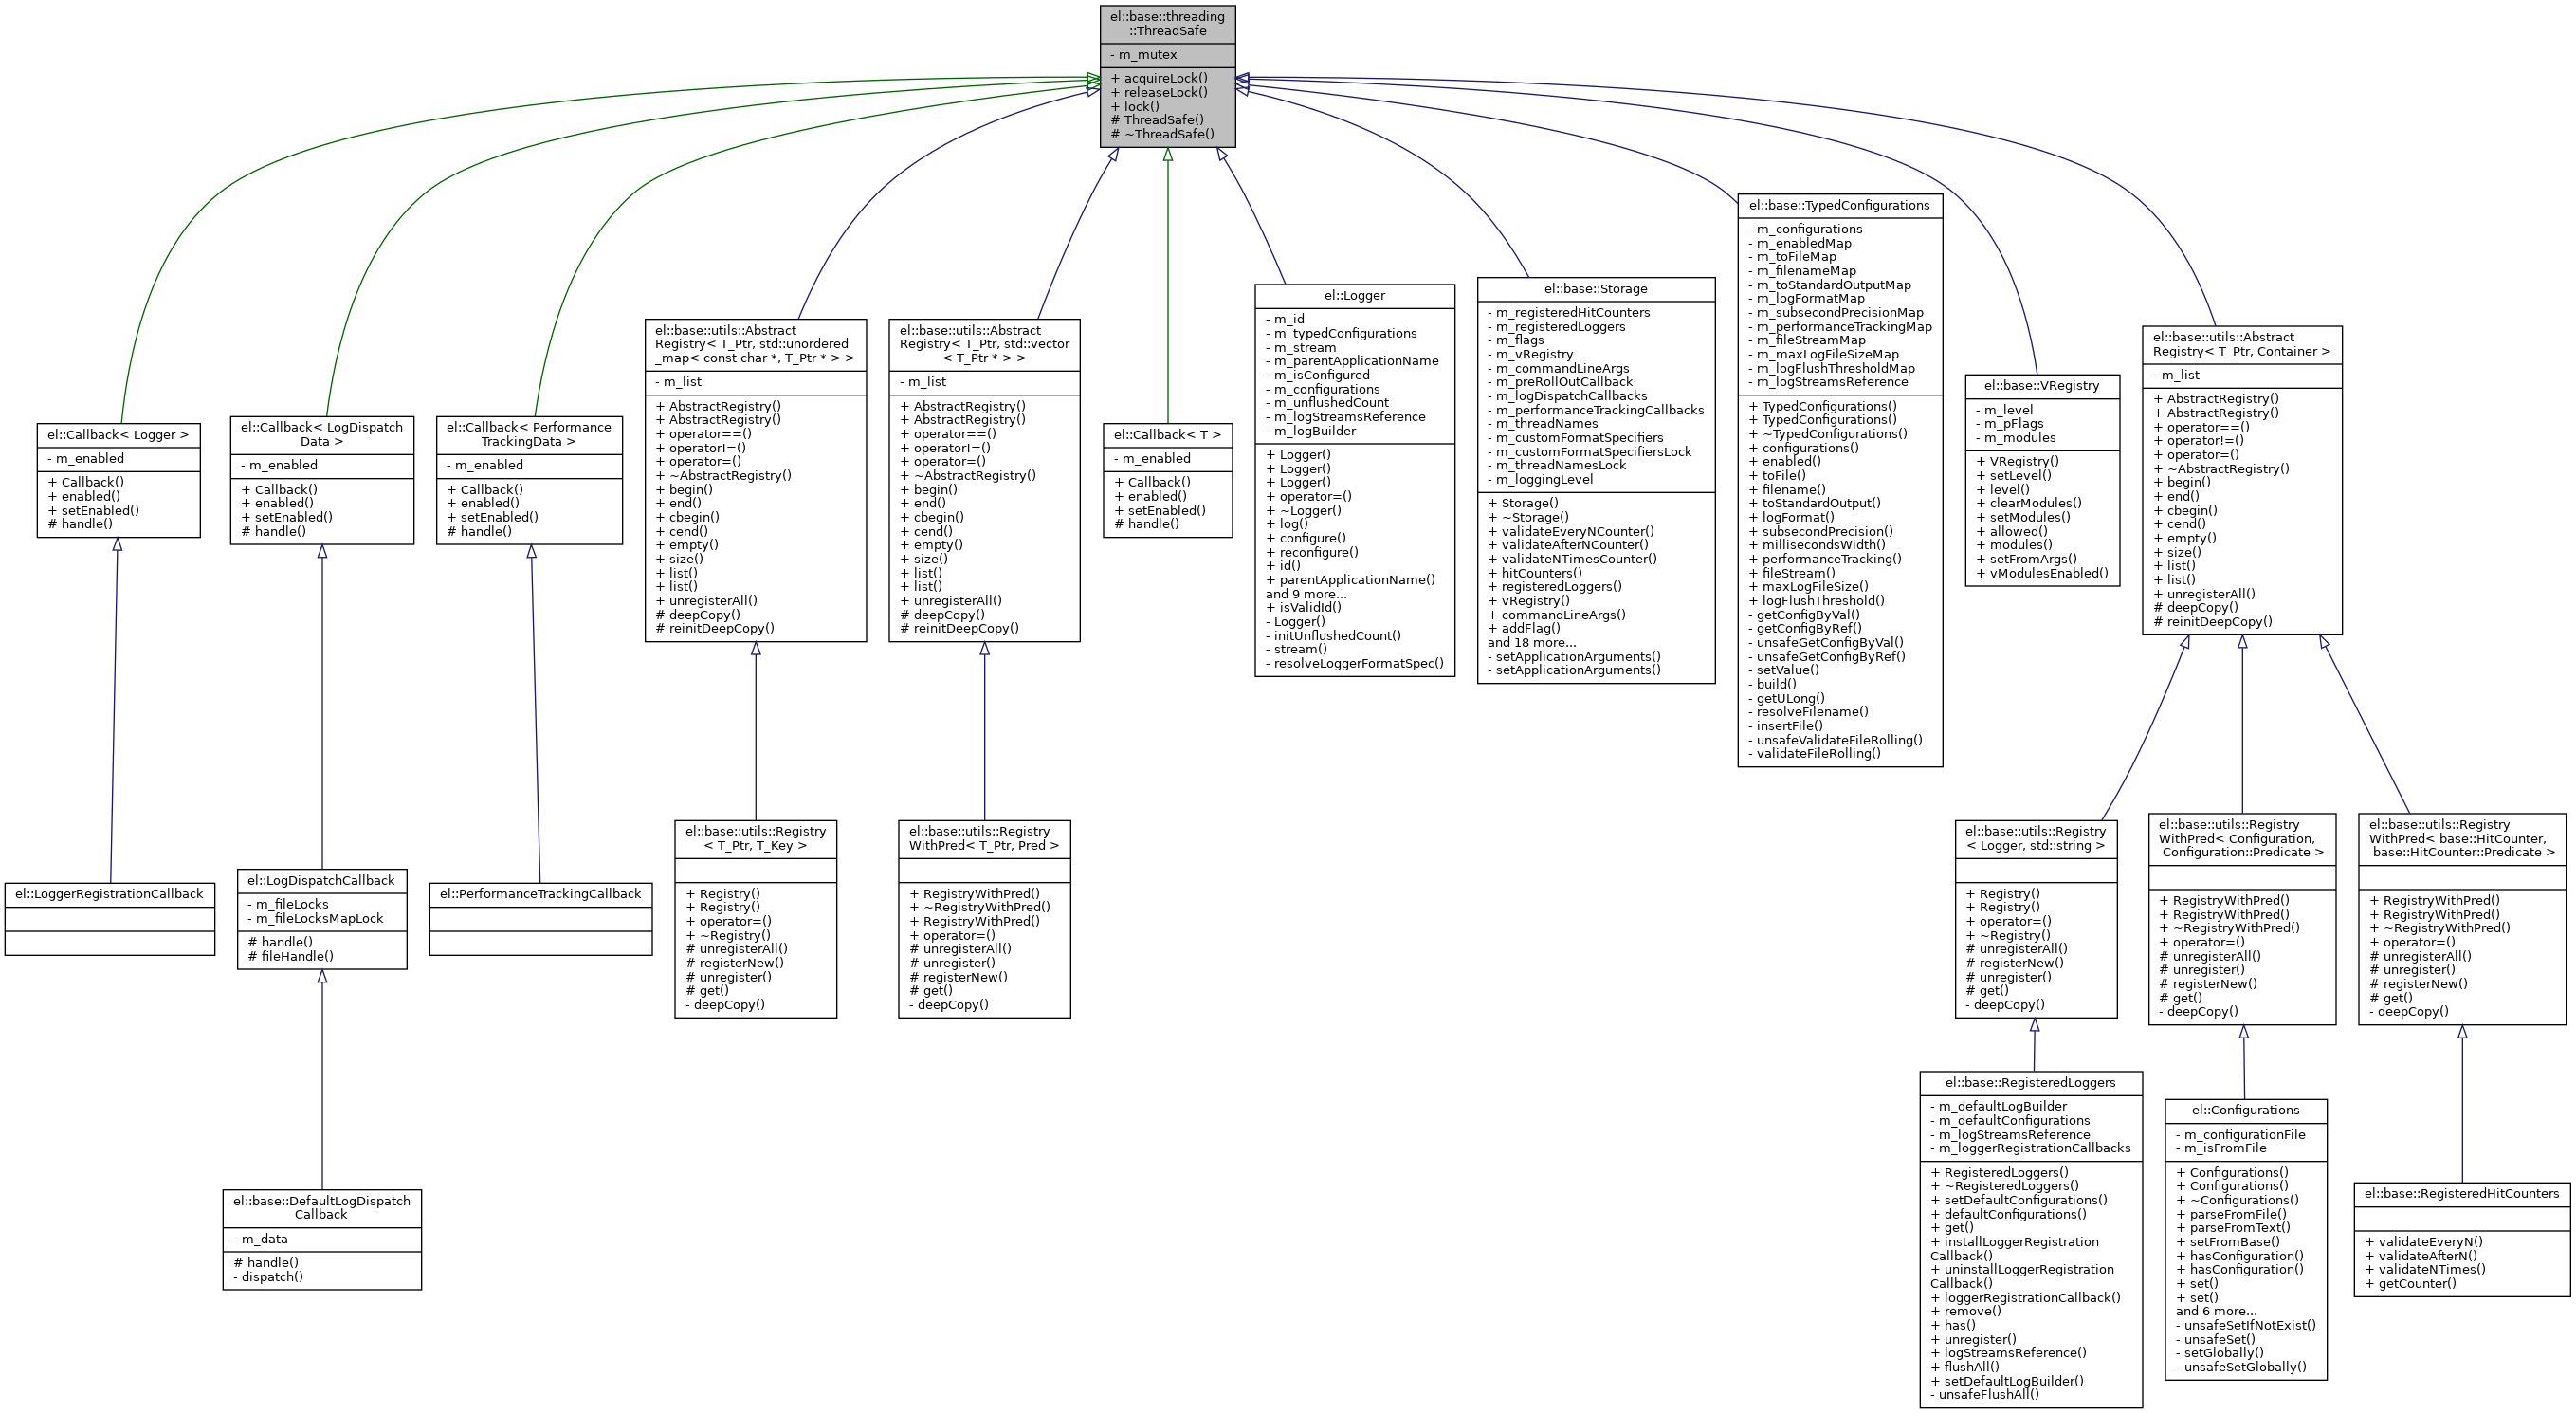 el::base::threading
::ThreadSafe
- m_mutex
+ acquireLock()
+ releaseLock()
+ lock()
# ThreadSafe()
# ~ThreadSafe()
el::Callback< Logger >
- m_enabled
+ Callback()
+ enabled()
+ setEnabled()
# handle()
el::Callback< LogDispatch
Data >
- m_enabled
+ Callback()
+ enabled()
+ setEnabled()
# handle()
el::Callback< Performance
TrackingData >
- m_enabled
+ Callback()
+ enabled()
+ setEnabled()
# handle()
el::base::utils::Abstract
Registry< T_Ptr, std::unordered
_map< const char *, T_Ptr * > >
- m_list
+ AbstractRegistry()
+ AbstractRegistry()
+ operator==()
+ operator!=()
+ operator=()
+ ~AbstractRegistry()
+ begin()
+ end()
+ cbegin()
+ cend()
+ empty()
+ size()
+ list()
+ list()
+ unregisterAll()
# deepCopy()
# reinitDeepCopy()
el::base::utils::Abstract
Registry< T_Ptr, std::vector
< T_Ptr * > >
- m_list
+ AbstractRegistry()
+ AbstractRegistry()
+ operator==()
+ operator!=()
+ operator=()
+ ~AbstractRegistry()
+ begin()
+ end()
+ cbegin()
+ cend()
+ empty()
+ size()
+ list()
+ list()
+ unregisterAll()
# deepCopy()
# reinitDeepCopy()
el::Callback< T >
- m_enabled
+ Callback()
+ enabled()
+ setEnabled()
# handle()
el::Logger
- m_id
- m_typedConfigurations
- m_stream
- m_parentApplicationName
- m_isConfigured
- m_configurations
- m_unflushedCount
- m_logStreamsReference
- m_logBuilder
+ Logger()
+ Logger()
+ Logger()
+ operator=()
+ ~Logger()
+ log()
+ configure()
+ reconfigure()
+ id()
+ parentApplicationName()
and 9 more...
+ isValidId()
- Logger()
- initUnflushedCount()
- stream()
- resolveLoggerFormatSpec()
el::base::Storage
- m_registeredHitCounters
- m_registeredLoggers
- m_flags
- m_vRegistry
- m_commandLineArgs
- m_preRollOutCallback
- m_logDispatchCallbacks
- m_performanceTrackingCallbacks
- m_threadNames
- m_customFormatSpecifiers
- m_customFormatSpecifiersLock
- m_threadNamesLock
- m_loggingLevel
+ Storage()
+ ~Storage()
+ validateEveryNCounter()
+ validateAfterNCounter()
+ validateNTimesCounter()
+ hitCounters()
+ registeredLoggers()
+ vRegistry()
+ commandLineArgs()
+ addFlag()
and 18 more...
- setApplicationArguments()
- setApplicationArguments()
el::base::TypedConfigurations
- m_configurations
- m_enabledMap
- m_toFileMap
- m_filenameMap
- m_toStandardOutputMap
- m_logFormatMap
- m_subsecondPrecisionMap
- m_performanceTrackingMap
- m_fileStreamMap
- m_maxLogFileSizeMap
- m_logFlushThresholdMap
- m_logStreamsReference
+ TypedConfigurations()
+ TypedConfigurations()
+ ~TypedConfigurations()
+ configurations()
+ enabled()
+ toFile()
+ filename()
+ toStandardOutput()
+ logFormat()
+ subsecondPrecision()
+ millisecondsWidth()
+ performanceTracking()
+ fileStream()
+ maxLogFileSize()
+ logFlushThreshold()
- getConfigByVal()
- getConfigByRef()
- unsafeGetConfigByVal()
- unsafeGetConfigByRef()
- setValue()
- build()
- getULong()
- resolveFilename()
- insertFile()
- unsafeValidateFileRolling()
- validateFileRolling()
el::base::VRegistry
- m_level
- m_pFlags
- m_modules
+ VRegistry()
+ setLevel()
+ level()
+ clearModules()
+ setModules()
+ allowed()
+ modules()
+ setFromArgs()
+ vModulesEnabled()
el::base::utils::Abstract
Registry< T_Ptr, Container >
- m_list
+ AbstractRegistry()
+ AbstractRegistry()
+ operator==()
+ operator!=()
+ operator=()
+ ~AbstractRegistry()
+ begin()
+ end()
+ cbegin()
+ cend()
+ empty()
+ size()
+ list()
+ list()
+ unregisterAll()
# deepCopy()
# reinitDeepCopy()
el::LoggerRegistrationCallback
el::LogDispatchCallback
- m_fileLocks
- m_fileLocksMapLock
# handle()
# fileHandle()
el::PerformanceTrackingCallback
el::base::utils::Registry
< T_Ptr, T_Key >
+ Registry()
+ Registry()
+ operator=()
+ ~Registry()
# unregisterAll()
# registerNew()
# unregister()
# get()
- deepCopy()
el::base::utils::Registry
WithPred< T_Ptr, Pred >
+ RegistryWithPred()
+ ~RegistryWithPred()
+ RegistryWithPred()
+ operator=()
# unregisterAll()
# unregister()
# registerNew()
# get()
- deepCopy()
el::base::utils::Registry
< Logger, std::string >
+ Registry()
+ Registry()
+ operator=()
+ ~Registry()
# unregisterAll()
# registerNew()
# unregister()
# get()
- deepCopy()
el::base::utils::Registry
WithPred< Configuration,
Configuration::Predicate >
+ RegistryWithPred()
+ RegistryWithPred()
+ ~RegistryWithPred()
+ operator=()
# unregisterAll()
# unregister()
# registerNew()
# get()
- deepCopy()
el::base::utils::Registry
WithPred< base::HitCounter,
base::HitCounter::Predicate >
+ RegistryWithPred()
+ RegistryWithPred()
+ ~RegistryWithPred()
+ operator=()
# unregisterAll()
# unregister()
# registerNew()
# get()
- deepCopy()
el::base::DefaultLogDispatch
Callback
- m_data
# handle()
- dispatch()
el::base::RegisteredLoggers
- m_defaultLogBuilder
- m_defaultConfigurations
- m_logStreamsReference
- m_loggerRegistrationCallbacks
+ RegisteredLoggers()
+ ~RegisteredLoggers()
+ setDefaultConfigurations()
+ defaultConfigurations()
+ get()
+ installLoggerRegistration
Callback()
+ uninstallLoggerRegistration
Callback()
+ loggerRegistrationCallback()
+ remove()
+ has()
+ unregister()
+ logStreamsReference()
+ flushAll()
+ setDefaultLogBuilder()
- unsafeFlushAll()
el::Configurations
- m_configurationFile
- m_isFromFile
+ Configurations()
+ Configurations()
+ ~Configurations()
+ parseFromFile()
+ parseFromText()
+ setFromBase()
+ hasConfiguration()
+ hasConfiguration()
+ set()
+ set()
and 6 more...
- unsafeSetIfNotExist()
- unsafeSet()
- setGlobally()
- unsafeSetGlobally()
el::base::RegisteredHitCounters
+ validateEveryN()
+ validateAfterN()
+ validateNTimes()
+ getCounter()